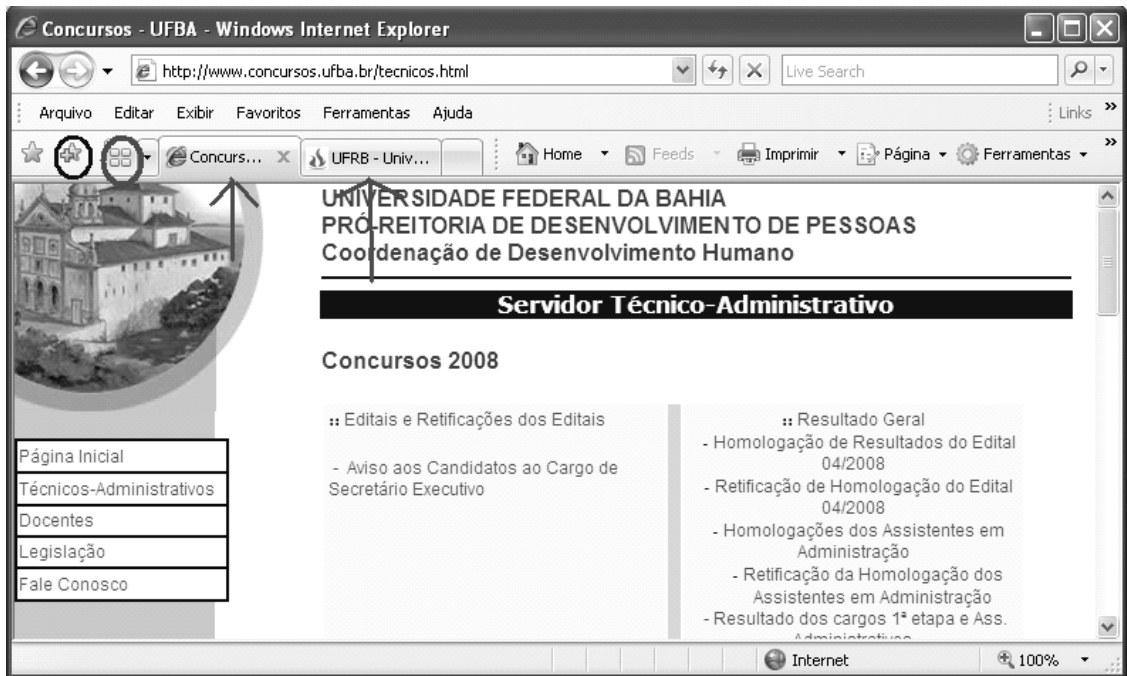 Concursos - UFBA - Windows Internet Explorer
http://www.concursos.ufba.br/tecnicos.html
Live Search
Arquivo Editar Exibir Favoritos Ferramentas Ajuda
Links »
Concurs... X
UFRB - Univ...
Home
Feeds
Imprimir
Página
Ferramentas
»
UNIVERSIDADE FEDERAL DA BAHIA
PRÓ-REITORIA DE DESENVOLVIMENTO DE PESSOAS
Coordenação de Desenvolvimento Humano
Servidor Técnico-Administrativo
Concursos 2008
Página Inicial
Técnicos-Administrativos
Docentes
Legislação
Fale Conosco
:: Editais e Retificações dos Editais
- Aviso aos Candidatos ao Cargo de
Secretário Executivo
:: Resultado Geral
- Homologação de Resultados do Edital
04/2008
- Retificação de Homologação do Edital
04/2008
- Homologações dos Assistentes em
Administração
- Retificação da Homologação dos
Assistentes em Administração
- Resultado dos cargos 1ª etapa e Ass.
Internet
100%